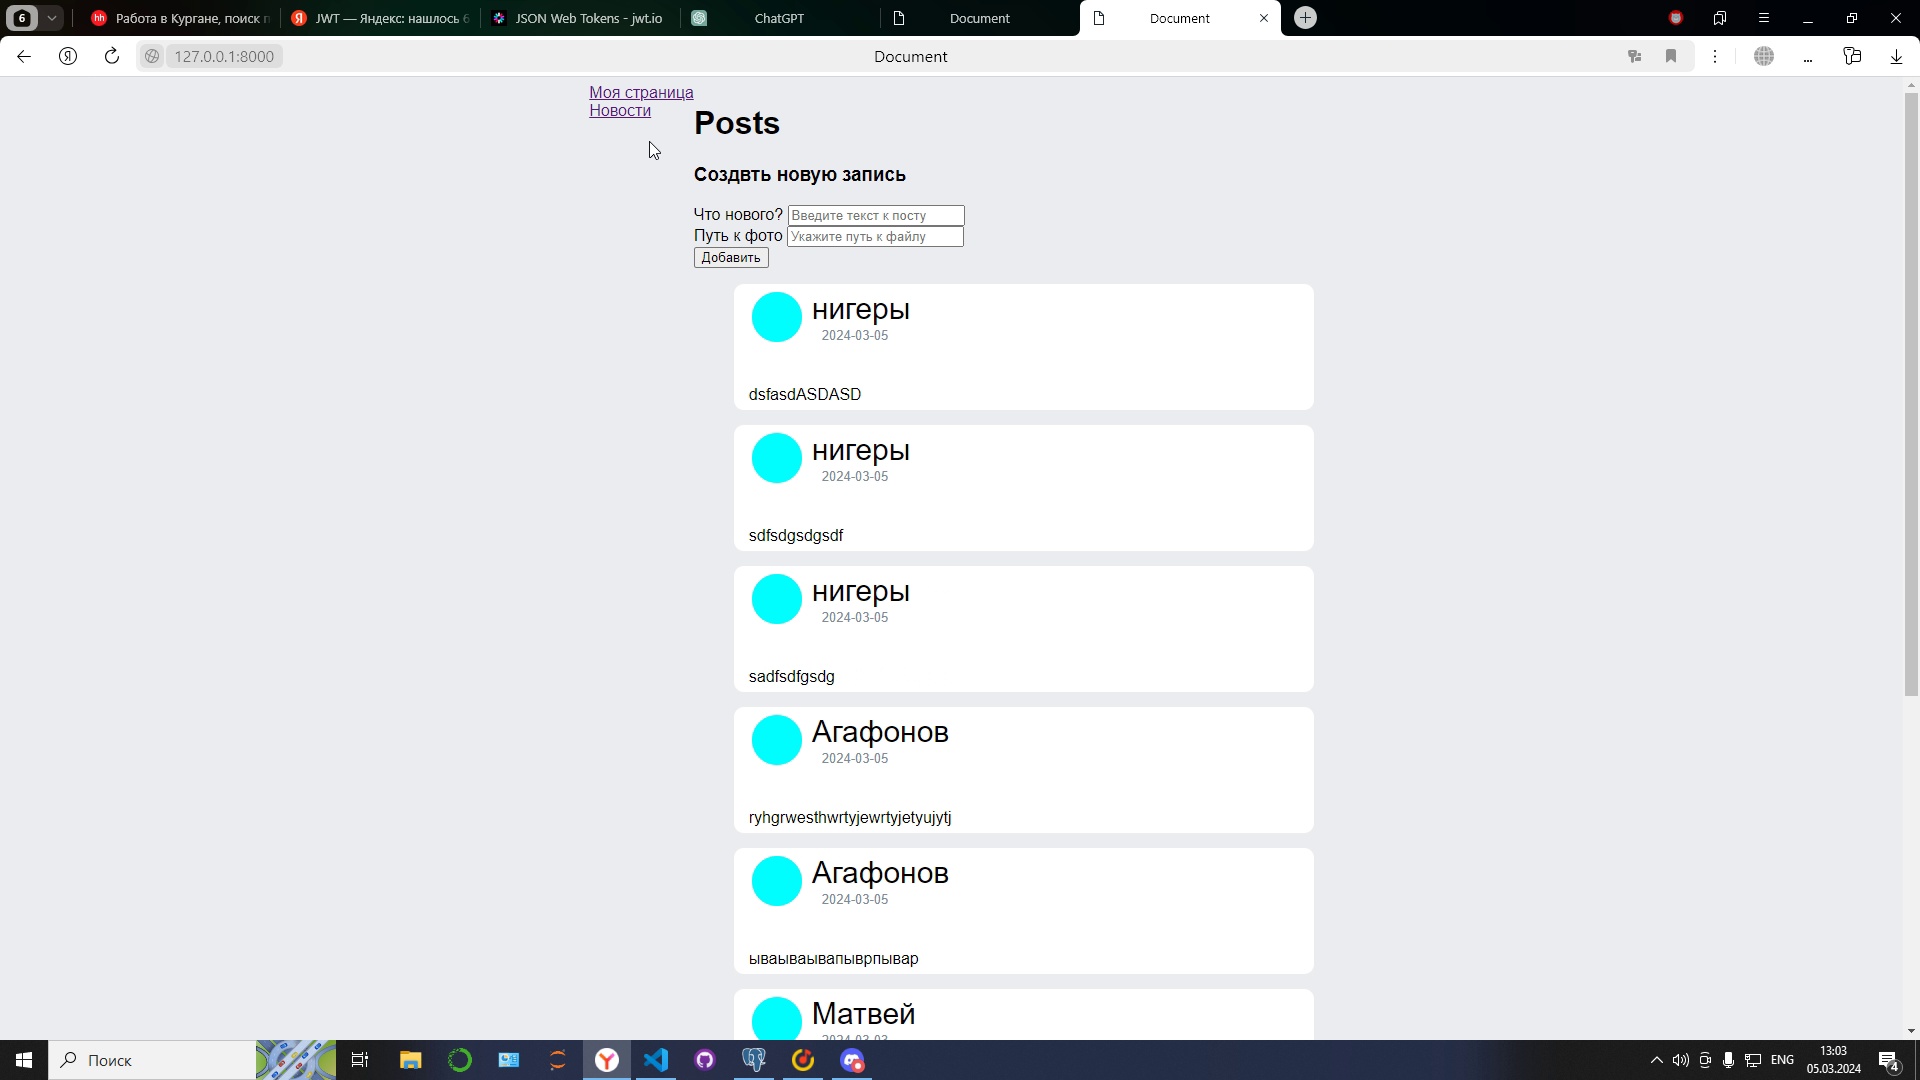 6
Работа в Кургане, поиск п
JWT — Яндекс: нашлось 6
JSON Web Tokens - jwt.io
ChatGPT
Document
Document
127.0.0.1:8000
Document
Моя страница
Новости
Posts
Создвть новую запись
Что нового? Введите текст к посту
Путь к фото Укажите путь к файлу
Добавить
нигеры
2024-03-05
dsfasdASDASD
нигеры
2024-03-05
sdfsdgsdgsdf
нигеры
2024-03-05
sadfsdfgsdg
Агафонов
2024-03-05
ryhgrwesthwrtyjewrtyjetyujytj
Агафонов
2024-03-05
ываываывапыврпывар
Матвей
2024-03-03
Поиск
ENG
13:03
05.03.2024
4